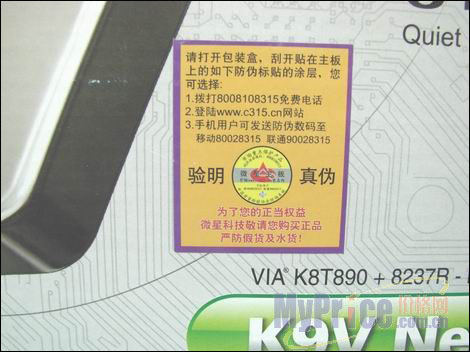 Quiet
请打开包装盒，刮开贴在主板
上的如下防伪标贴的涂层，您
可选择:
1.拨打8008108315免费电话
2.登陆www.c315.cn网站
3.手机用户可发送防伪数码至
移动80028315 联通90028315
验明
真伪
为了您的正当权益
微星科技敬请您购买正品
严防假货及水货!
VIA® K8T890 + 8237R -
K9V Ne
MyPrice 价格网